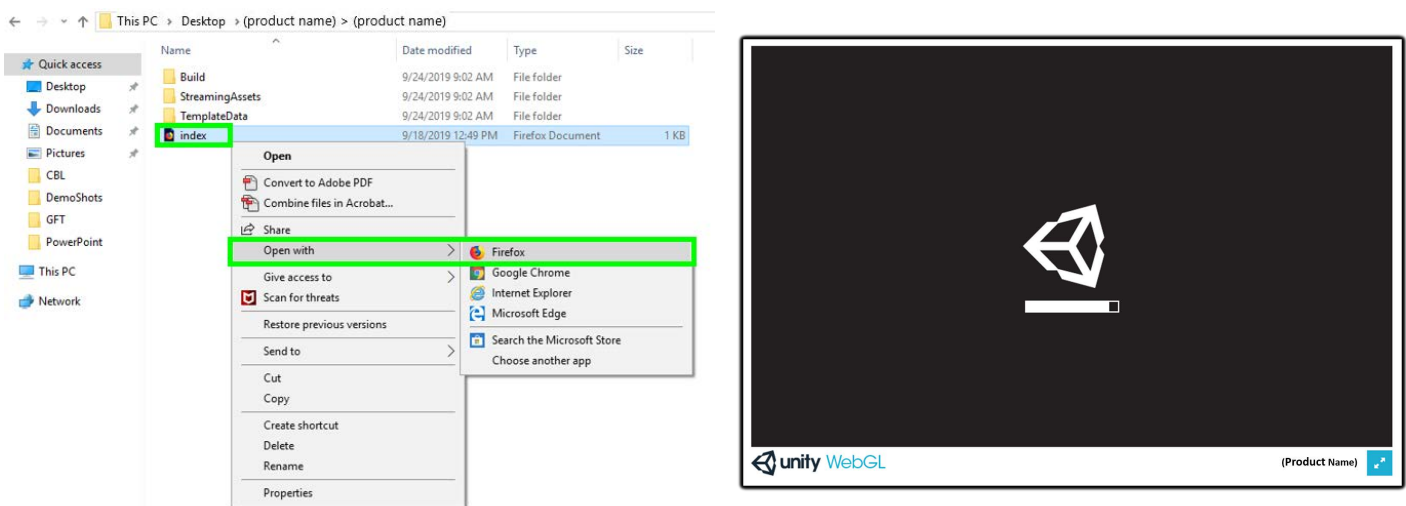 This PC > Desktop > (product name) > (product name)
Name Date modified Type Size
Quick access
Desktop
Downloads
Documents
Pictures
CBL
DemoShots
GFT
PowerPoint
This PC
Network
Build 9/24/2019 9:02 AM File folder
StreamingAssets 9/24/2019 9:02 AM File folder
TemplateData 9/24/2019 9:02 AM File folder
index 9/18/2019 12:49 PM Firefox Document 1 KB
Open
Convert to Adobe PDF
Combine files in Acrobat...
Share
Open with
Give access to
Scan for threats
Restore previous versions
Send to
Cut
Copy
Create shortcut
Delete
Rename
Properties
Firefox
Google Chrome
Internet Explorer
Microsoft Edge
Search the Microsoft Store
Choose another app
unity WebGL (Product Name)